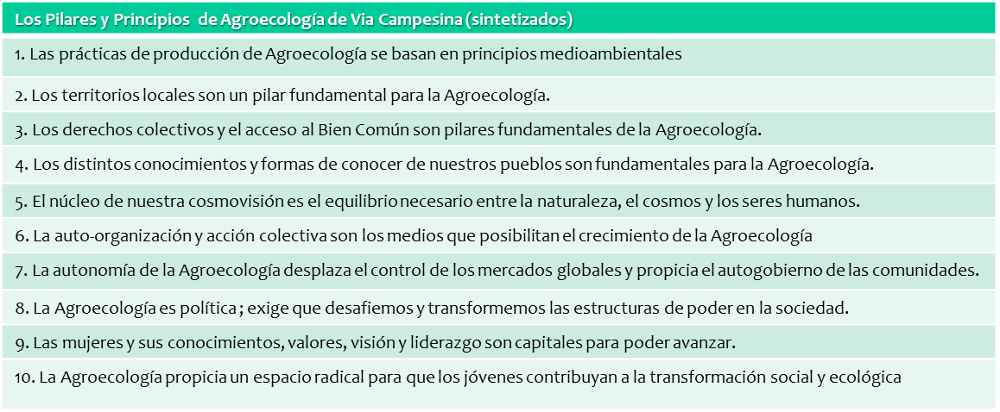 Los Pilares y Principios de Agroecología de Via Campesina (sintetizados)
1. Las prácticas de producción de Agroecología se basan en principios medioambientales
2. Los territorios locales son un pilar fundamental para la Agroecología.
3. Los derechos colectivos y el acceso al Bien Común son pilares fundamentales de la Agroecología.
4. Los distintos conocimientos y formas de conocer de nuestros pueblos son fundamentales para la Agroecología.
5. El núcleo de nuestra cosmovisión es el equilibrio necesario entre la naturaleza, el cosmos y los seres humanos.
6. La auto-organización y acción colectiva son los medios que posibilitan el crecimiento de la Agroecología
7. La autonomía de la Agroecología desplaza el control de los mercados globales y propicia el autogobierno de las comunidades.
8. La Agroecología es política ; exige que desafiemos y transformemos las estructuras de poder en la sociedad.
9. Las mujeres y sus conocimientos, valores, visión y liderazgo son capitales para poder avanzar.
10. La Agroecología propicia un espacio radical para que los jóvenes contribuyan a la transformación social y ecológica